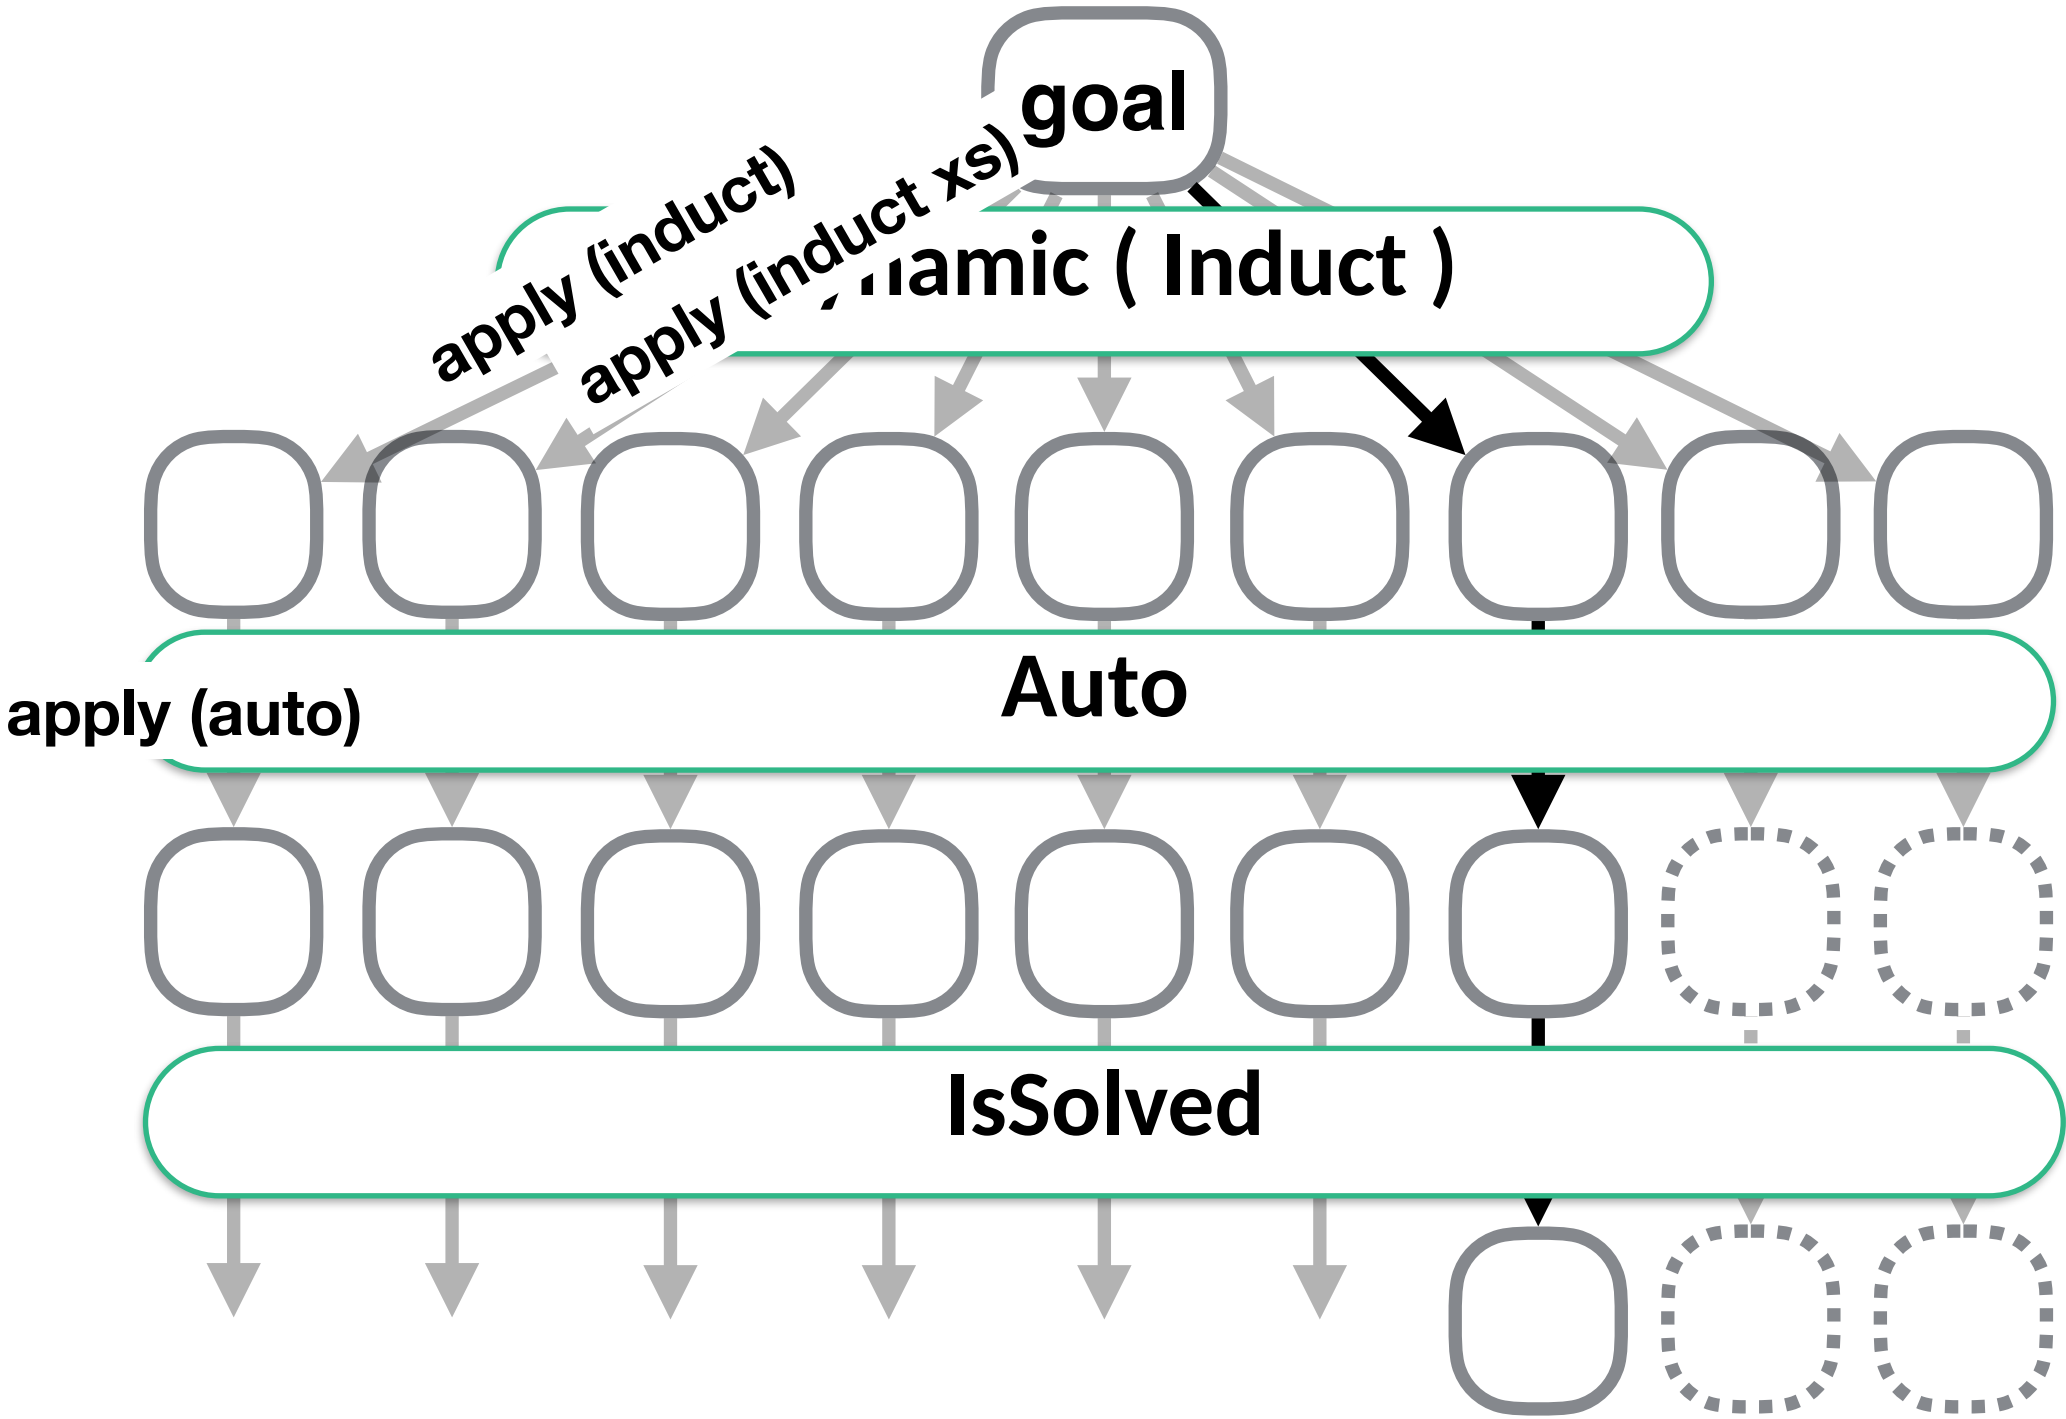 goal
apply (induct)
apply (induct xs)
namic ( Induct )
Auto
apply (auto)
IsSolved